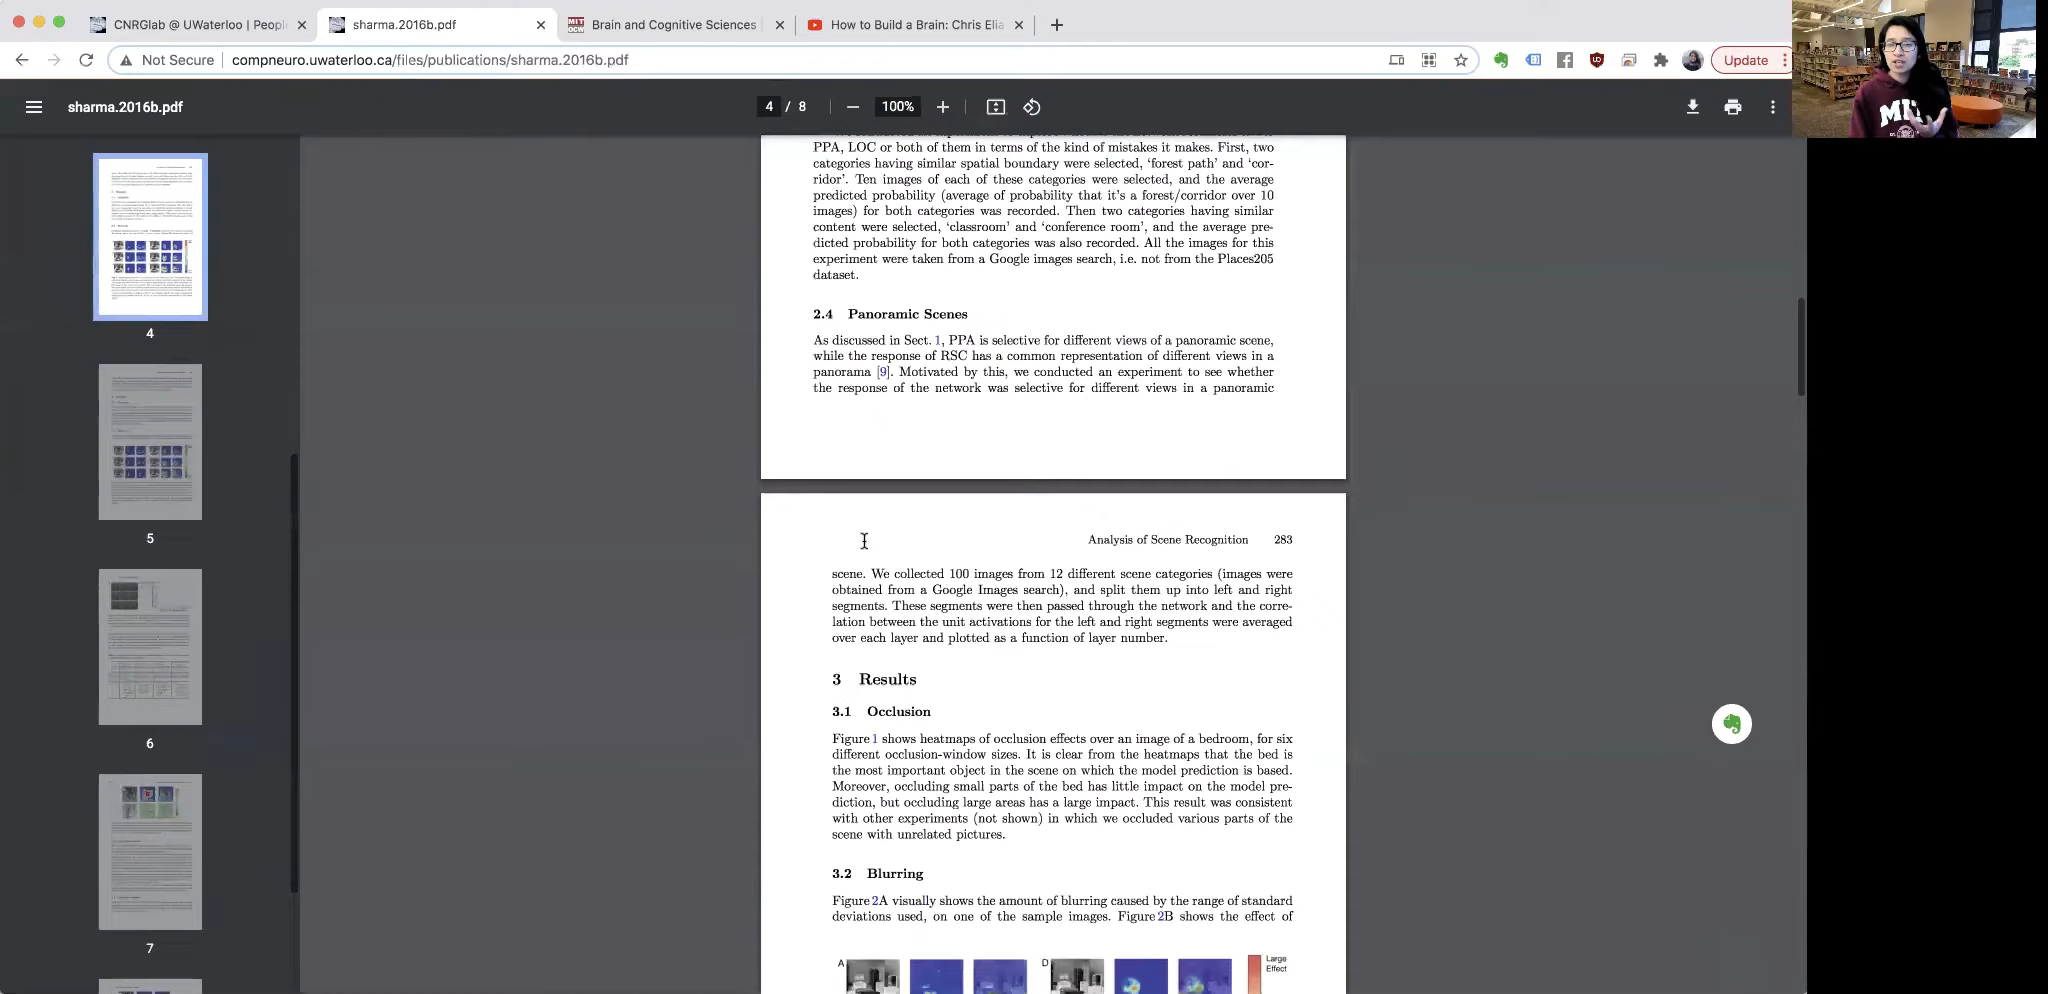 CNRGlab @ UWaterloo | Peopl
sharma.2016b.pdf
Brain and Cognitive Sciences
How to Build a Brain: Chris Elia
Not Secure
compneuro.uwaterloo.ca/files/publications/sharma.2016b.pdf
Update
sharma.2016b.pdf
4 / 8
100%
PPA, LOC or both of them in terms of the kind of mistakes it makes. First, two
categories having similar spatial boundary were selected, ‘forest path’ and ‘cor-
ridor’. Ten images of each of these categories were selected, and the average
predicted probability (average of probability that it’s a forest/corridor over 10
images) for both categories was recorded. Then two categories having similar
content were selected, ‘classroom’ and ‘conference room’, and the average pre-
dicted probability for both categories was also recorded. All the images for this
experiment were taken from a Google images search, i.e. not from the Places205
dataset.
2.4 Panoramic Scenes
As discussed in Sect. 1, PPA is selective for different views of a panoramic scene,
while the response of RSC has a common representation of different views in a
panorama [9]. Motivated by this, we conducted an experiment to see whether
the response of the network was selective for different views in a panoramic
Analysis of Scene Recognition 283
scene. We collected 100 images from 12 different scene categories (images were
obtained from a Google Images search), and split them up into left and right
segments. These segments were then passed through the network and the corre-
lation between the unit activations for the left and right segments were averaged
over each layer and plotted as a function of layer number.
3 Results
3.1 Occlusion
Figure 1 shows heatmaps of occlusion effects over an image of a bedroom, for six
different occlusion-window sizes. It is clear from the heatmaps that the bed is
the most important object in the scene on which the model prediction is based.
Moreover, occluding small parts of the bed has little impact on the model pre-
diction, but occluding large areas has a large impact. This result was consistent
with other experiments (not shown) in which we occluded various parts of the
scene with unrelated pictures.
3.2 Blurring
Figure 2A visually shows the amount of blurring caused by the range of standard
deviations used, on one of the sample images. Figure 2B shows the effect of
A
D
Large
Effect
4
5
6
7
MIT